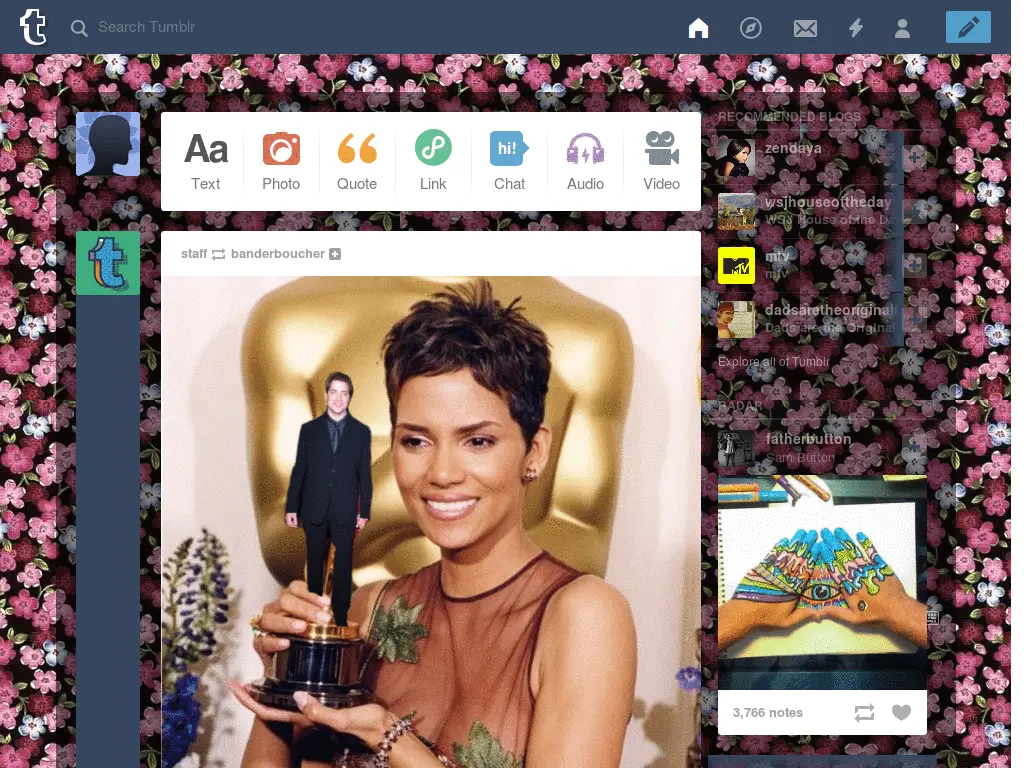 Search Tumblr
Aa
hi!
Text
Photo
Quote
Link
Chat
Audio
Video
staff banderboucher
RECOMMENDED BLOGS
zendaya
wsjhouseoftheday
WSJ House of the Da
mtv
mtv
dadsaretheoriginal
Dads are the Original
Explore all of Tumblr
RADAR
fatherbutton
Sam Button
3,766 notes